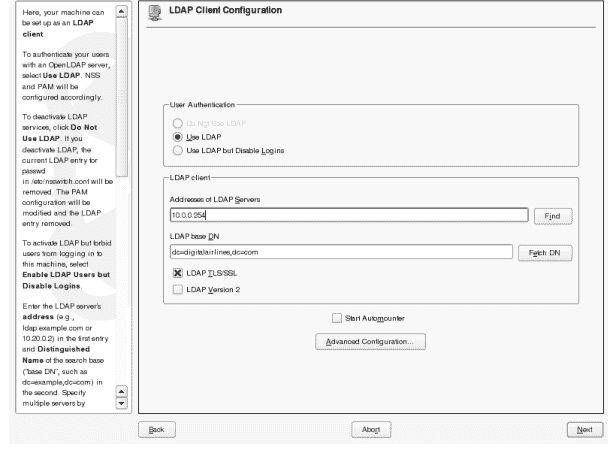 Here, your machine can
be set up as an LDAP
client.
To authenticate your users
with an OpenLDAP server,
select Use LDAP. NSS
and PAM will be
configured accordingly.
To deactivate LDAP
services, click Do Not
Use LDAP. If you
deactivate LDAP, the
current LDAP entry for
passwd
in /etc/nsswitch.conf will be
removed. The PAM
configuration will be
modified and the LDAP
entry removed.
To activate LDAP but forbid
users from logging in to
this machine, select
Enable LDAP Users but
Disable Logins.
Enter the LDAP server's
address (e.g.,
ldap.example.com or
10.20.0.2) in the first entry
and Distinguished
Name of the search base
("base DN", such as
dc=example,dc=com) in
the second. Specify
multiple servers by
LDAP Client Configuration
User Authentication
Do Not Use LDAP
Use LDAP
Use LDAP but Disable Logins
LDAP client
Addresses of LDAP Servers
10.0.0.254
Find
LDAP base DN
dc=digitalairlines,dc=com
Fetch DN
LDAP TLS/SSL
LDAP Version 2
Start Automounter
Advanced Configuration...
Back
Abort
Next